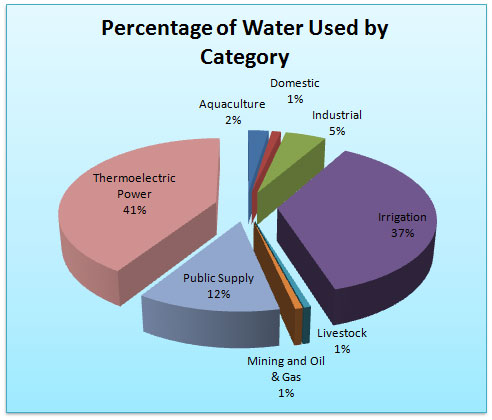 Percentage of Water Used by
Category
Domestic
1%
Aquaculture
2%
Industrial
5%
Thermoelectric
Power
41%
Irrigation
37%
Public Supply
12%
Livestock
1%
Mining and Oil
& Gas
1%